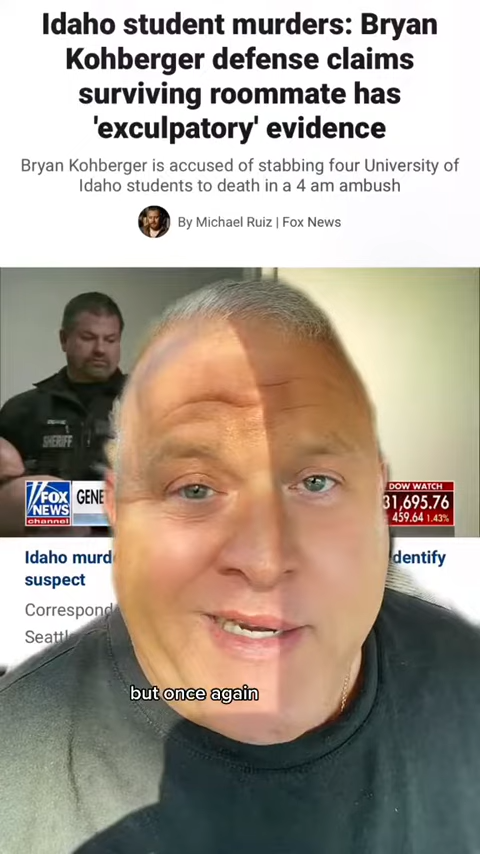 Idaho student murders: Bryan
Kohberger defense claims
surviving roommate has
'exculpatory' evidence
Bryan Kohberger is accused of stabbing four University of
Idaho students to death in a 4 am ambush
By Michael Ruiz | Fox News
SHERIFF
FOX
NEWS
channel
GENE
DOW WATCH
31,695.76
459.64 1.43%
Idaho murd
dentify
suspect
Correspond
Seattl
but once again